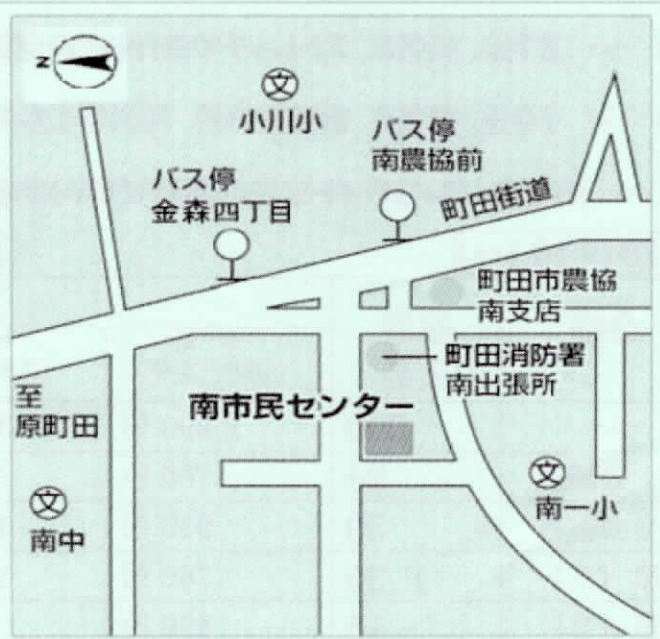 N
文
小川小
バス停
南農協前
バス停
金森四丁目
町田街道
町田市農協
南支店
町田消防署
南出張所
南市民センター
至
原町田
文
南中
文
南一小